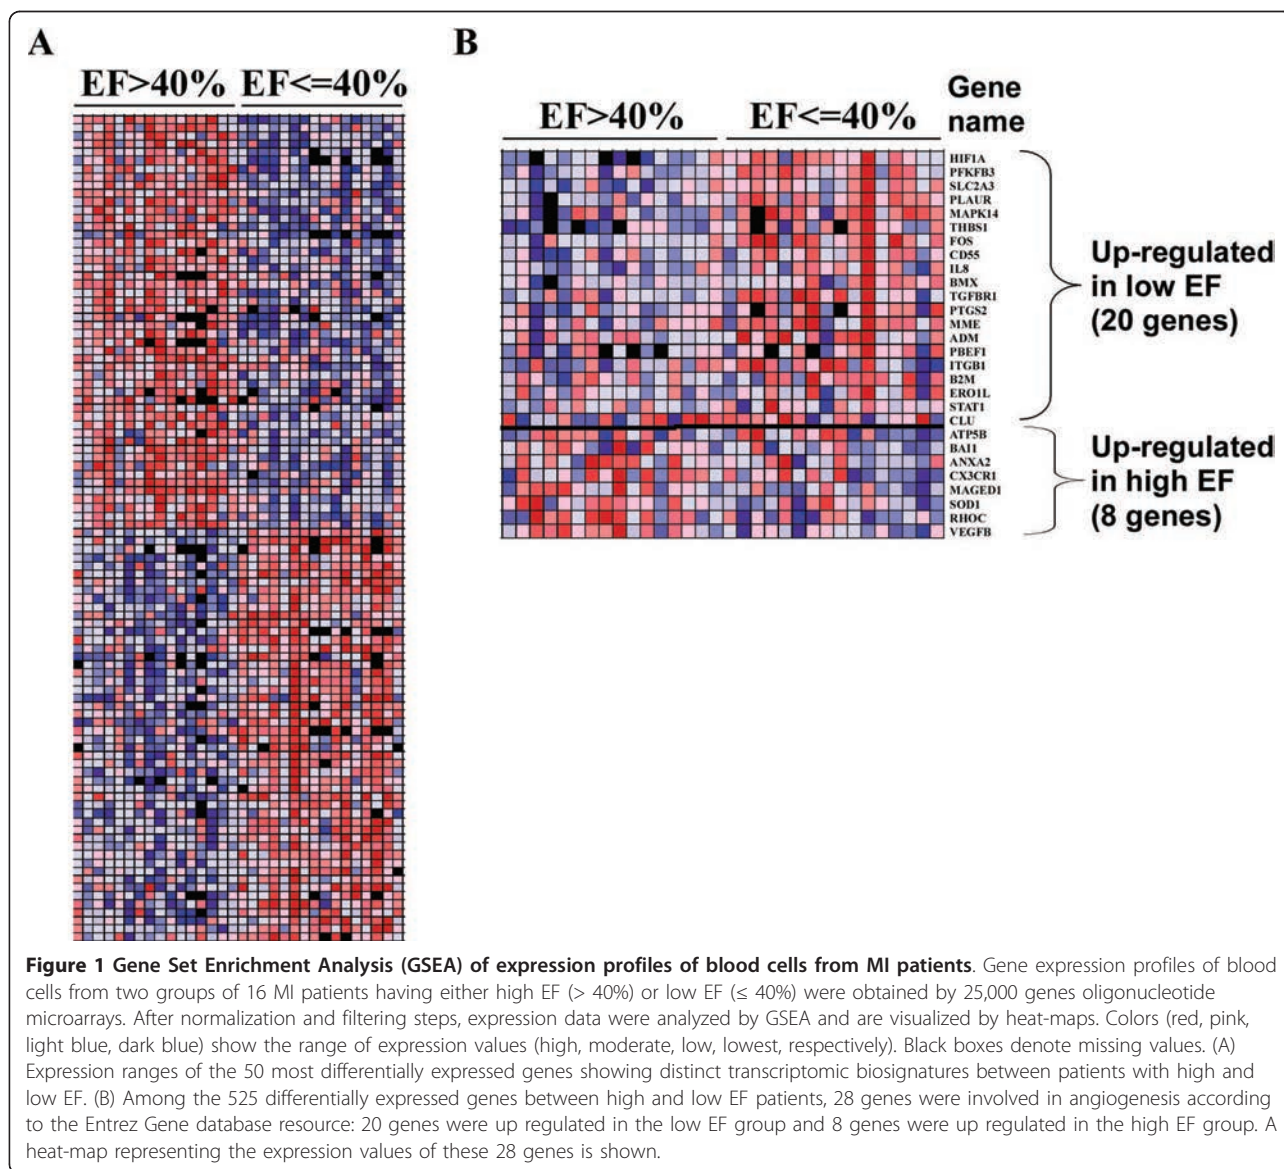 A
EF>40% EF<=40%
B
EF>40% EF<=40%
Gene
name
HIF1A
PFKFB3
SLC2A3
PLAUR
MAPK14
THBS1
FOS
CD55
IL8
BMX
TGFBR1
PTGS2
MME
ADM
PBEF1
ITGB1
B2M
ERO1L
STAT1
CLU
ATP5B
BAI1
ANXA2
CX3CR1
MAGED1
SOD1
RHOC
VEGFB
Up-regulated
in low EF
(20 genes)
Up-regulated
in high EF
(8 genes)
Figure 1 Gene Set Enrichment Analysis (GSEA) of expression profiles of blood cells from MI patients. Gene expression profiles of blood
cells from two groups of 16 MI patients having either high EF (> 40%) or low EF (≤ 40%) were obtained by 25,000 genes oligonucleotide
microarrays. After normalization and filtering steps, expression data were analyzed by GSEA and are visualized by heat-maps. Colors (red, pink,
light blue, dark blue) show the range of expression values (high, moderate, low, lowest, respectively). Black boxes denote missing values. (A)
Expression ranges of the 50 most differentially expressed genes showing distinct transcriptomic biosignatures between patients with high and
low EF. (B) Among the 525 differentially expressed genes between high and low EF patients, 28 genes were involved in angiogenesis according
to the Entrez Gene database resource: 20 genes were up regulated in the low EF group and 8 genes were up regulated in the high EF group. A
heat-map representing the expression values of these 28 genes is shown.